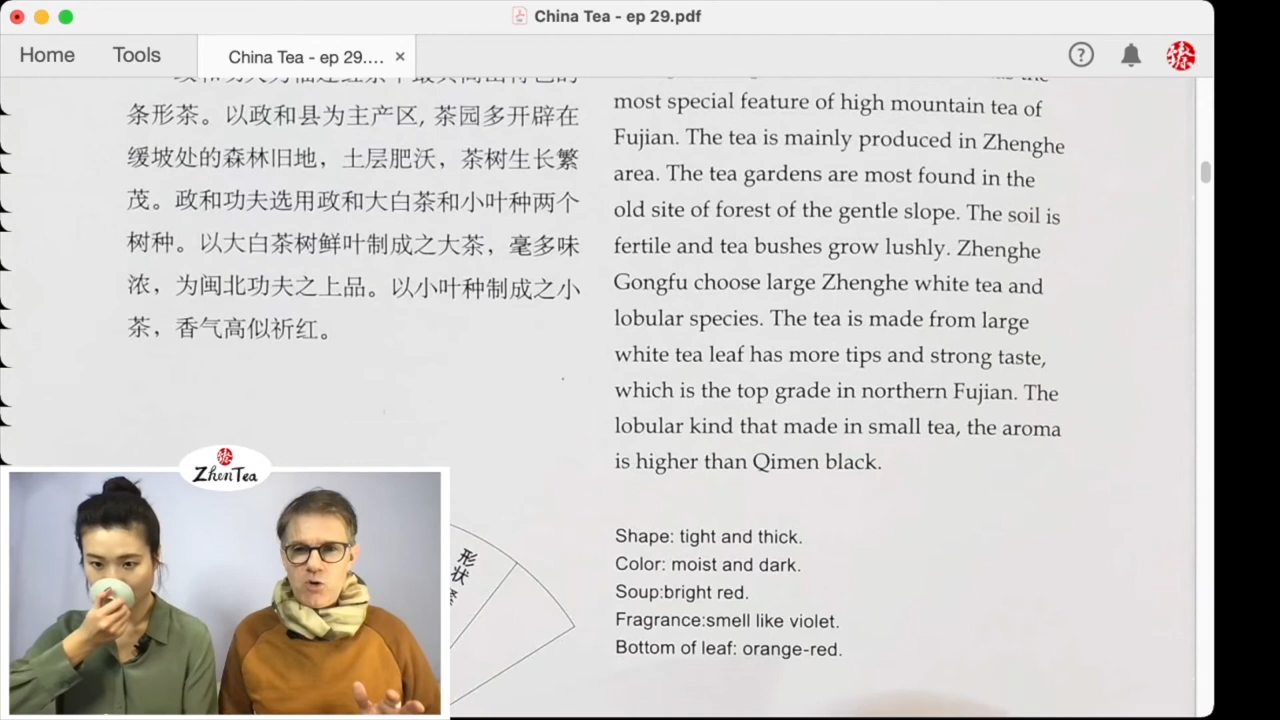 China Tea - ep 29.pdf
Home
Tools
China Tea - ep 29....
条形茶。以政和县为主产区, 茶园多开辟在
缓坡处的森林旧地，土层肥沃，茶树生长繁
茂。政和功夫选用政和大白茶和小叶种两个
树种。以大白茶树鲜叶制成之大茶，毫多味
浓，为闽北功夫之上品。以小叶种制成之小
茶，香气高似祈红。
the
most special feature of high mountain tea of
Fujian. The tea is mainly produced in Zhenghe
area. The tea gardens are most found in the
old site of forest of the gentle slope. The soil is
fertile and tea bushes grow lushly. Zhenghe
Gongfu choose large Zhenghe white tea and
lobular species. The tea is made from large
white tea leaf has more tips and strong taste,
which is the top grade in northern Fujian. The
lobular kind that made in small tea, the aroma
is higher than Qimen black.
Shape: tight and thick.
Color: moist and dark.
Soup:bright red.
Fragrance:smell like violet.
Bottom of leaf: orange-red.
形状
ZhenTea